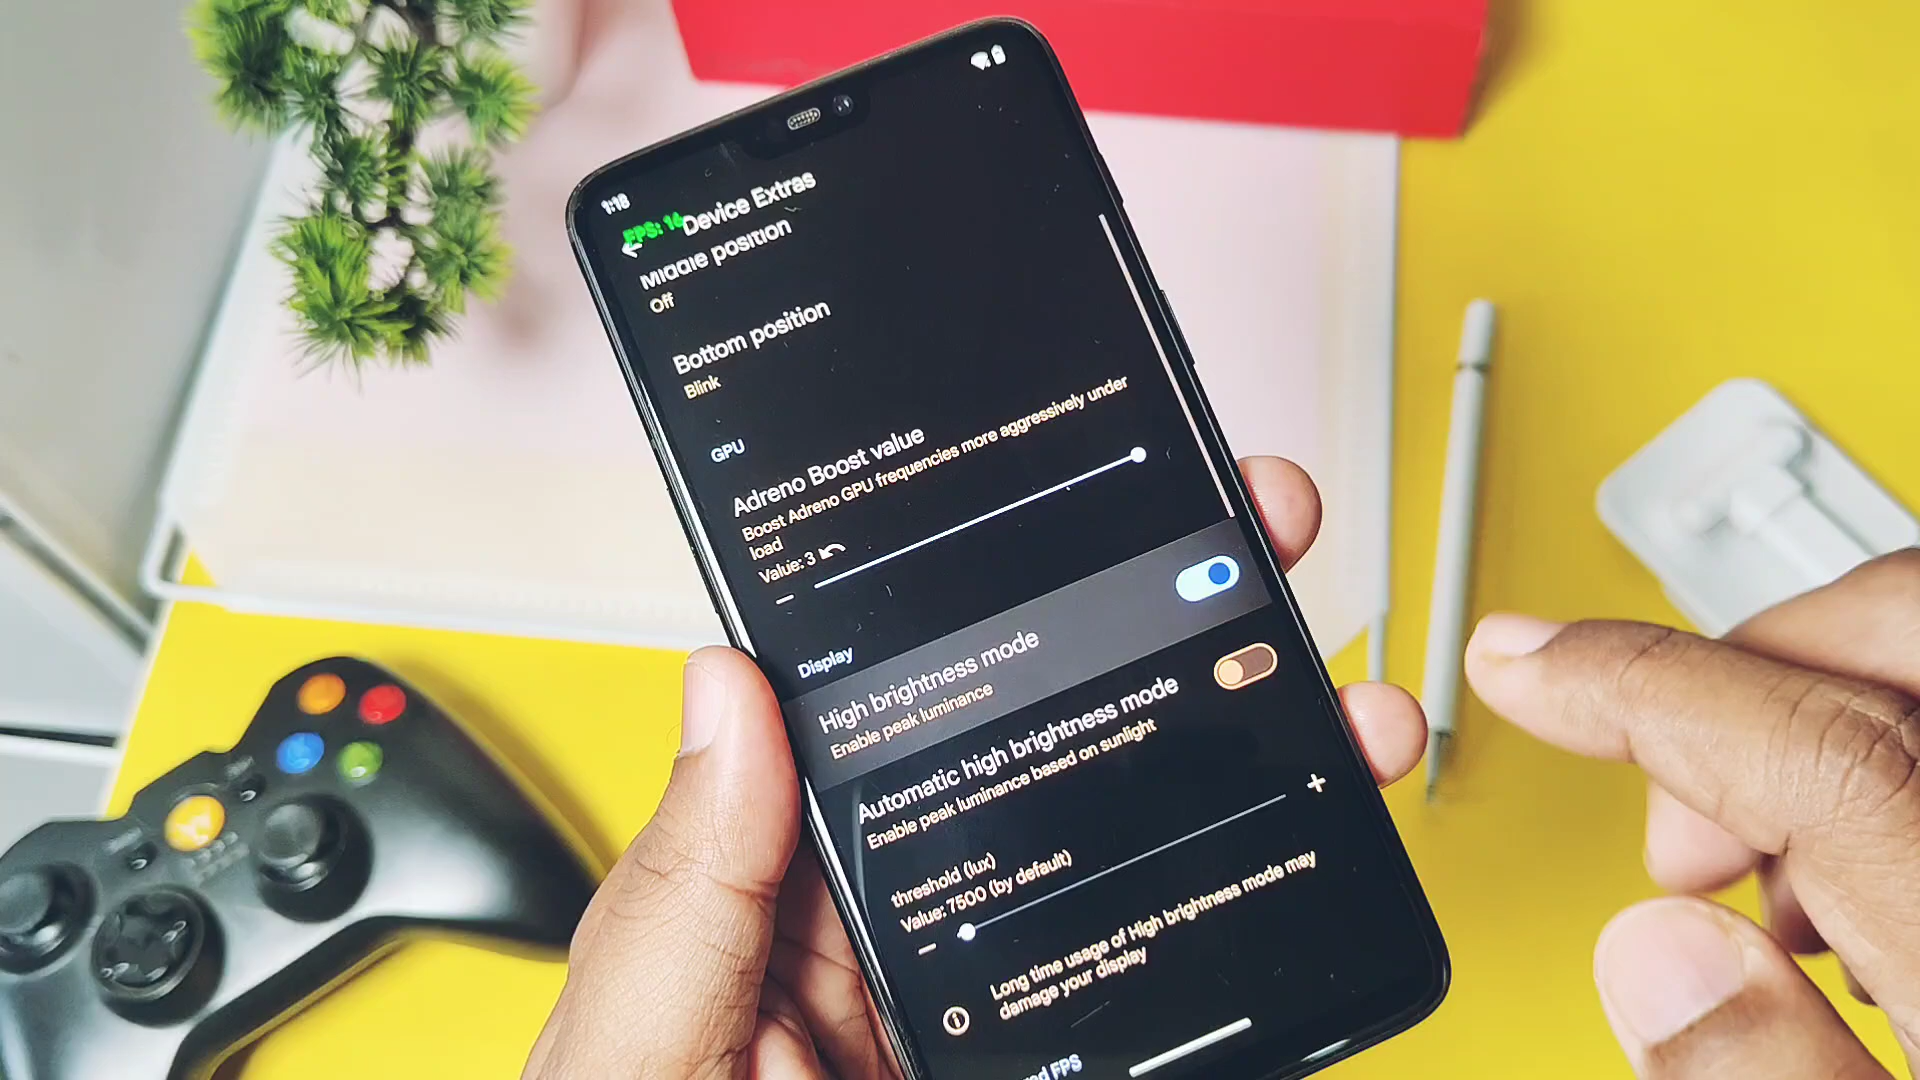 1:18
FPS: 16
Device Extras
Middle position
Off
Bottom position
Blink
GPU
Adreno Boost value
Boost Adreno GPU frequencies more aggressively under
load
Value: 3
Display
High brightness mode
Enable peak luminance
Automatic high brightness mode
Enable peak luminance based on sunlight
threshold (lux)
Value: 7500 (by default)
Long time usage of High brightness mode may
damage your display
FPS